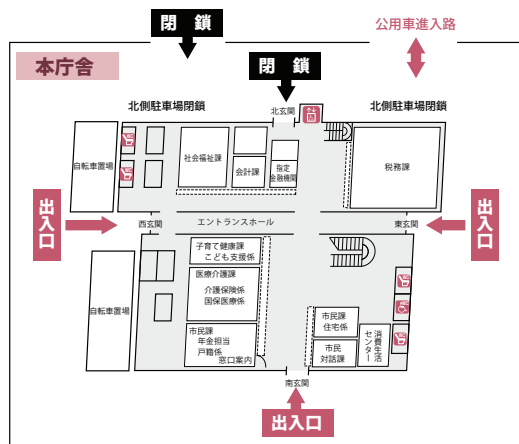 閉 鎖
公用車進入路
本庁舎
閉 鎖
北側駐車場閉鎖
北玄関
北側駐車場閉鎖
自転車置場
社会福祉課
会計課
指定
金融機関
税務課
出入口
西玄関
エントランスホール
東玄関
出入口
子育て健康課
こども支援係
医療介護課
介護保険係
国保医療係
自転車置場
市民課
年金担当
戸籍係
窓口案内
市民課
住宅係
市民
対話課
消費生活
センター
南玄関
出入口